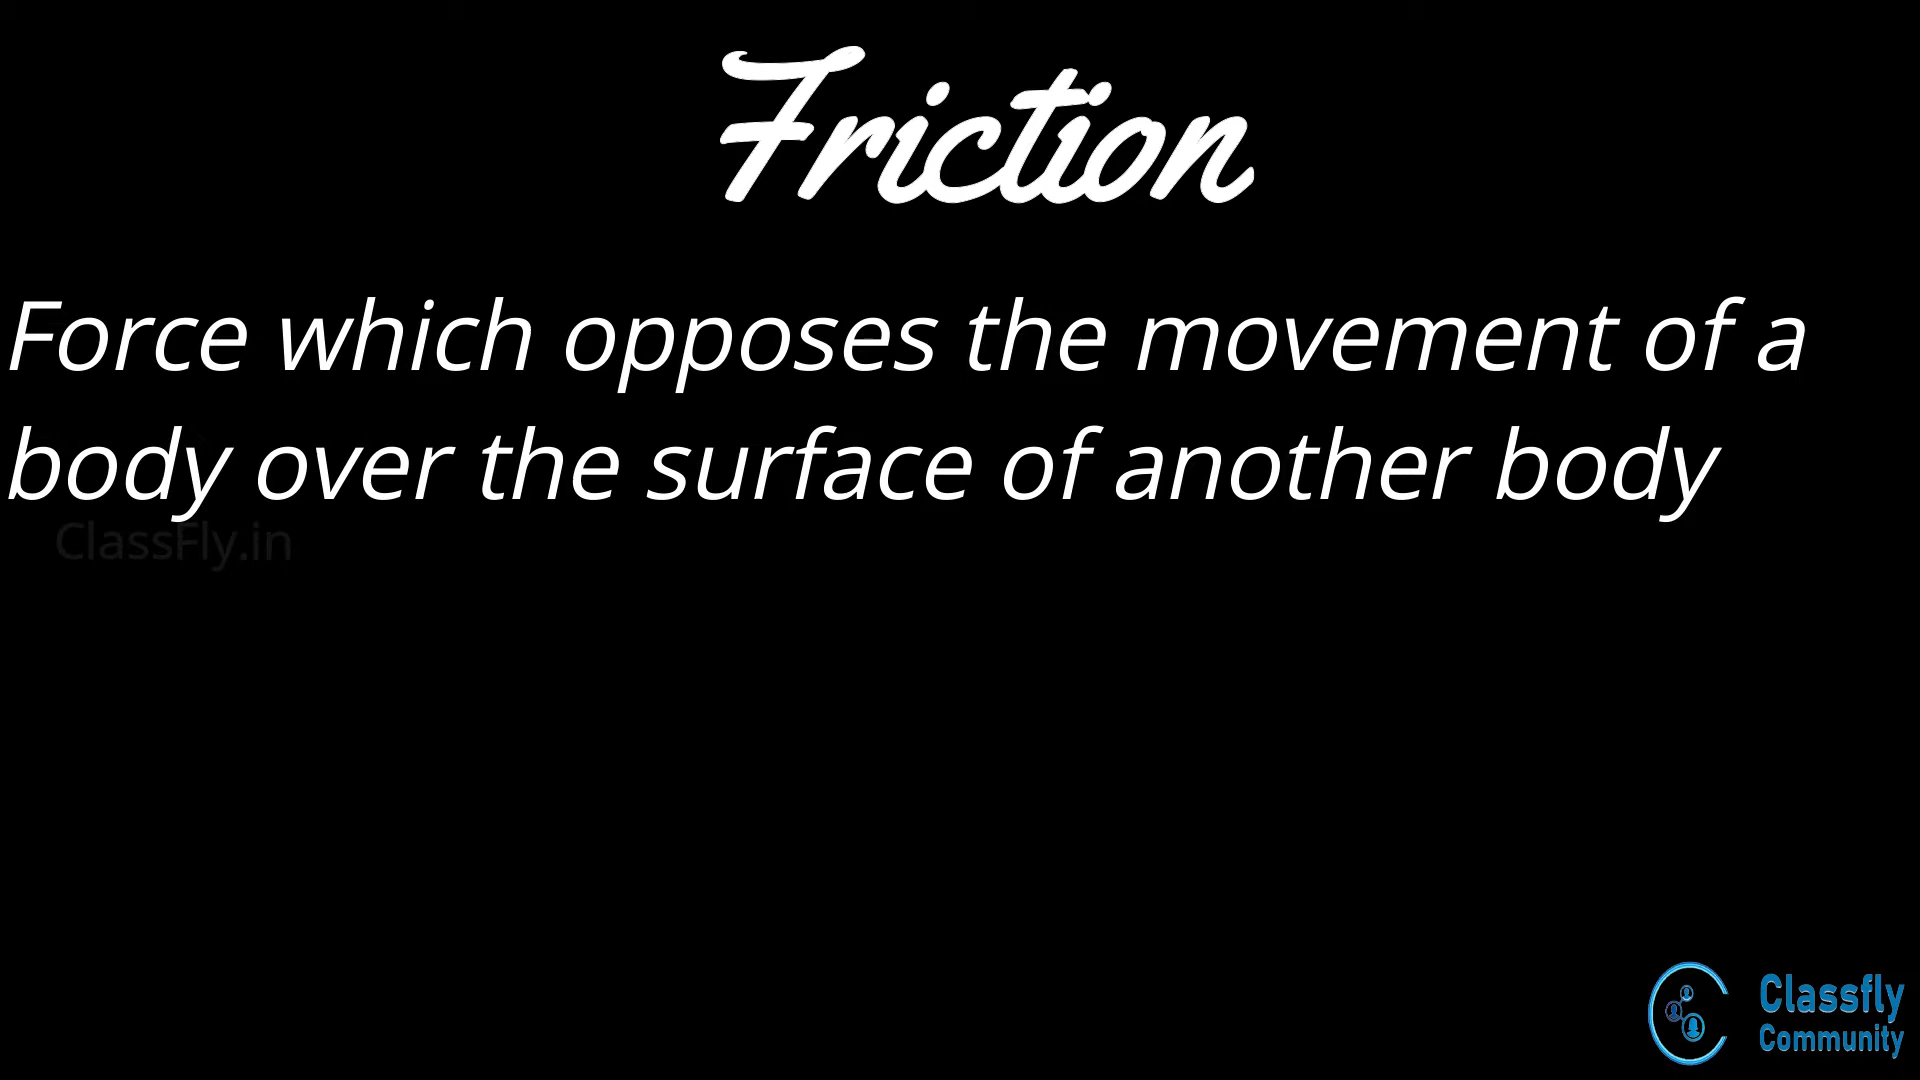 Friction
Force which opposes the movement of a
body over the surface of another body
ClassFly.in
Classfly
Community